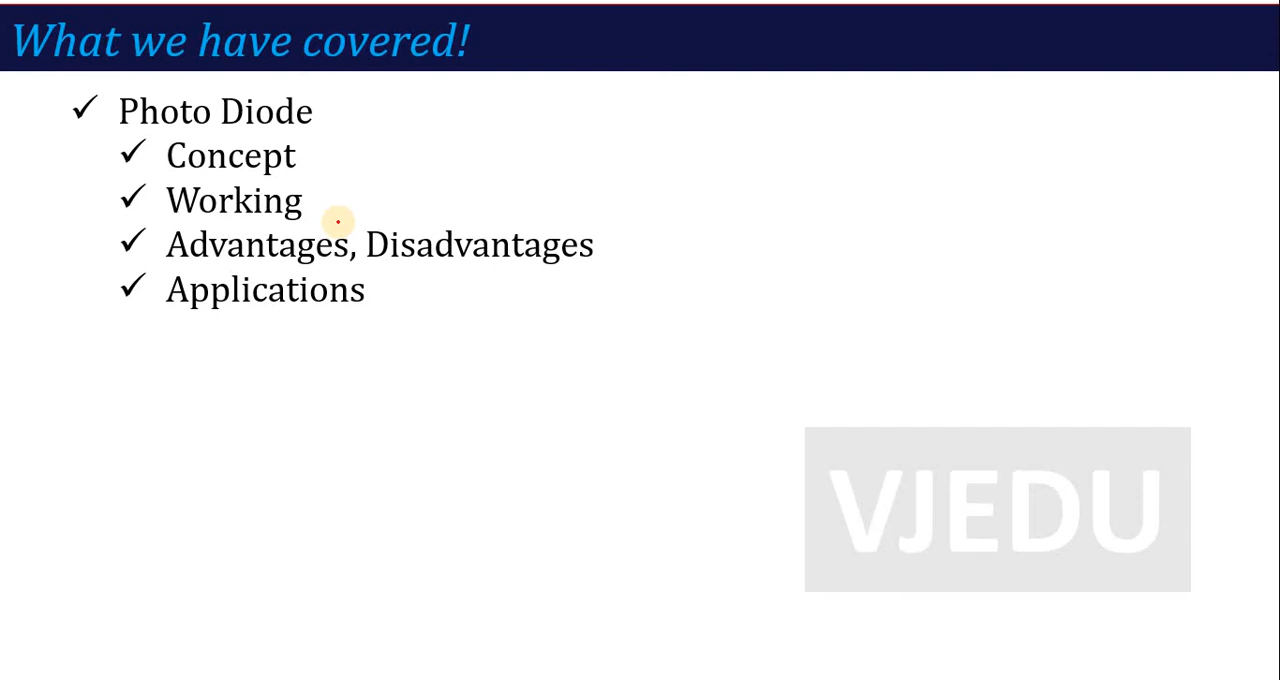 What we have covered!
Photo Diode
Concept
Working
Advantages, Disadvantages
Applications
VJEDU